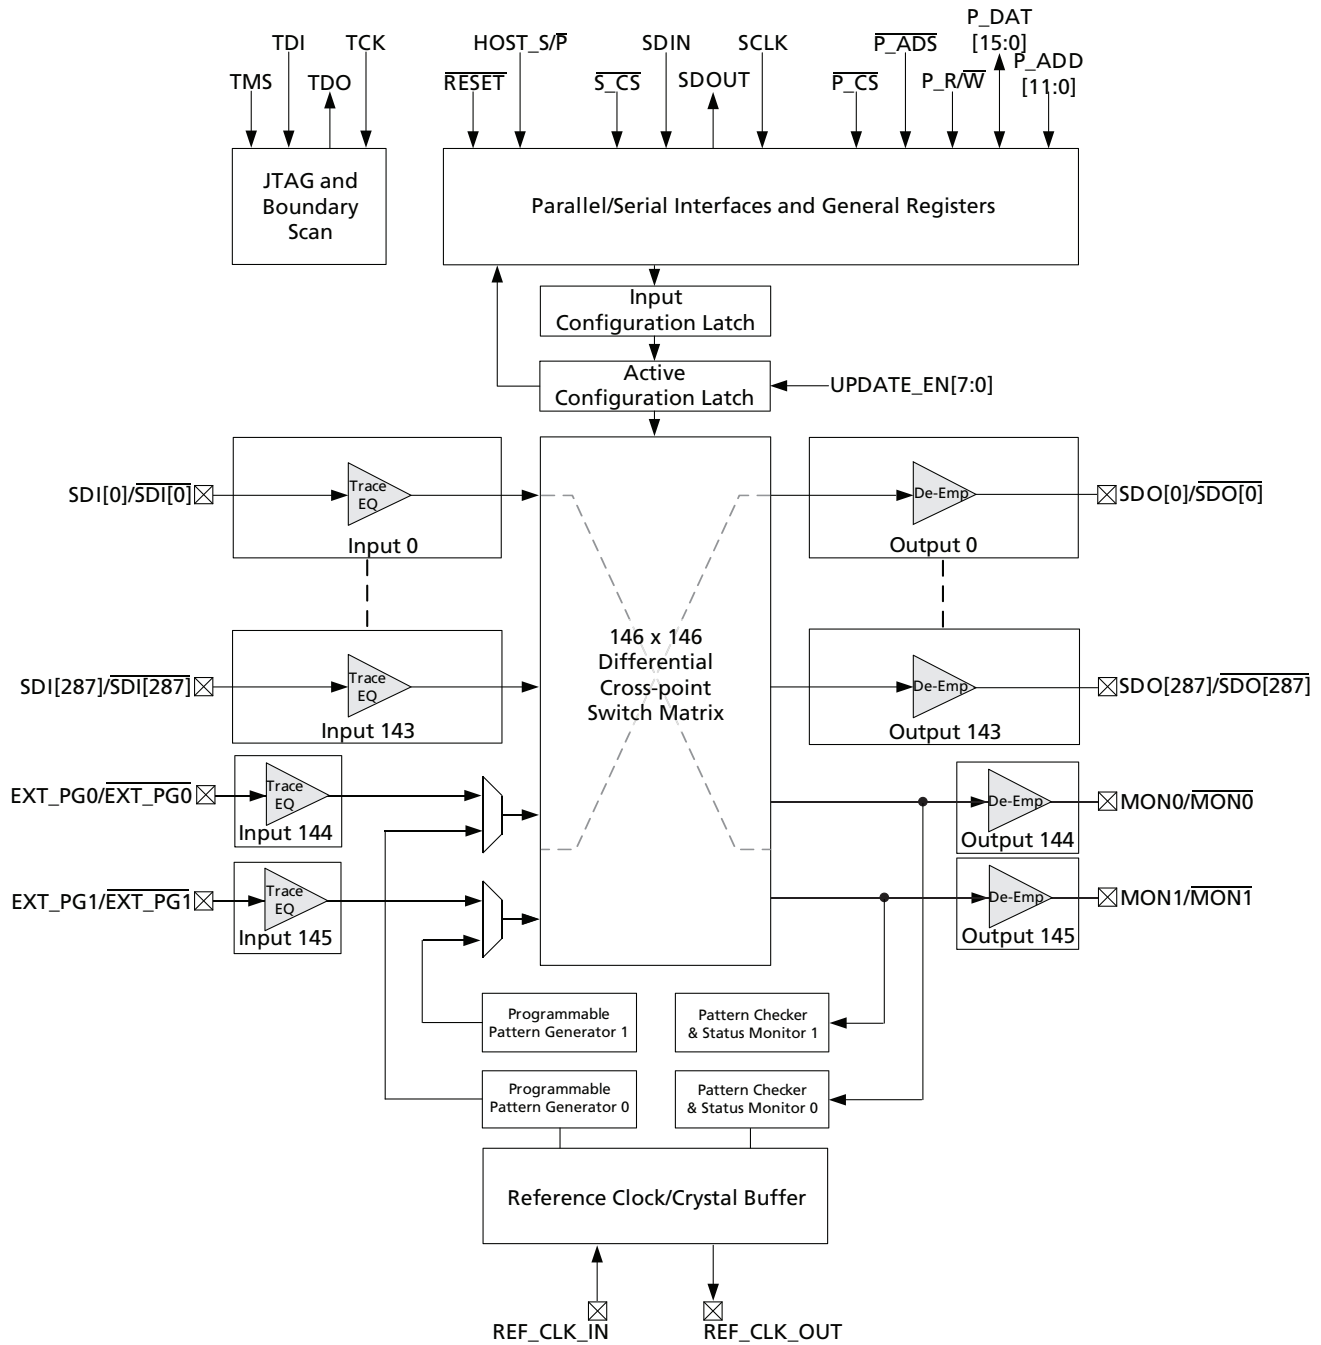 P_DAT
[15:0]
TDI
TCK
HOST_S/P̅
SDIN
SCLK
P_ADS
P_ADD
[11:0]
TMS
TDO
RESET
S_CS
SDOUT
P_CS
P_R/W̅
JTAG and
Boundary
Scan
Parallel/Serial Interfaces and General Registers
Input
Configuration Latch
Active
Configuration Latch
UPDATE_EN[7:0]
SDI[0]/SDI[0]
Trace
EQ
Input 0
De-Emp
Output 0
SDO[0]/SDO[0]
SDI[287]/SDI[287]
Trace
EQ
Input 143
146 x 146
Differential
Cross-point
Switch Matrix
De-Emp
Output 143
SDO[287]/SDO[287]
EXT_PG0/EXT_PG0
Trace
EQ
Input 144
De-Emp
Output 144
MON0/MON0
EXT_PG1/EXT_PG1
Trace
EQ
Input 145
De-Emp
Output 145
MON1/MON1
Programmable
Pattern Generator 1
Pattern Checker
& Status Monitor 1
Programmable
Pattern Generator 0
Pattern Checker
& Status Monitor 0
Reference Clock/Crystal Buffer
REF_CLK_IN
REF_CLK_OUT